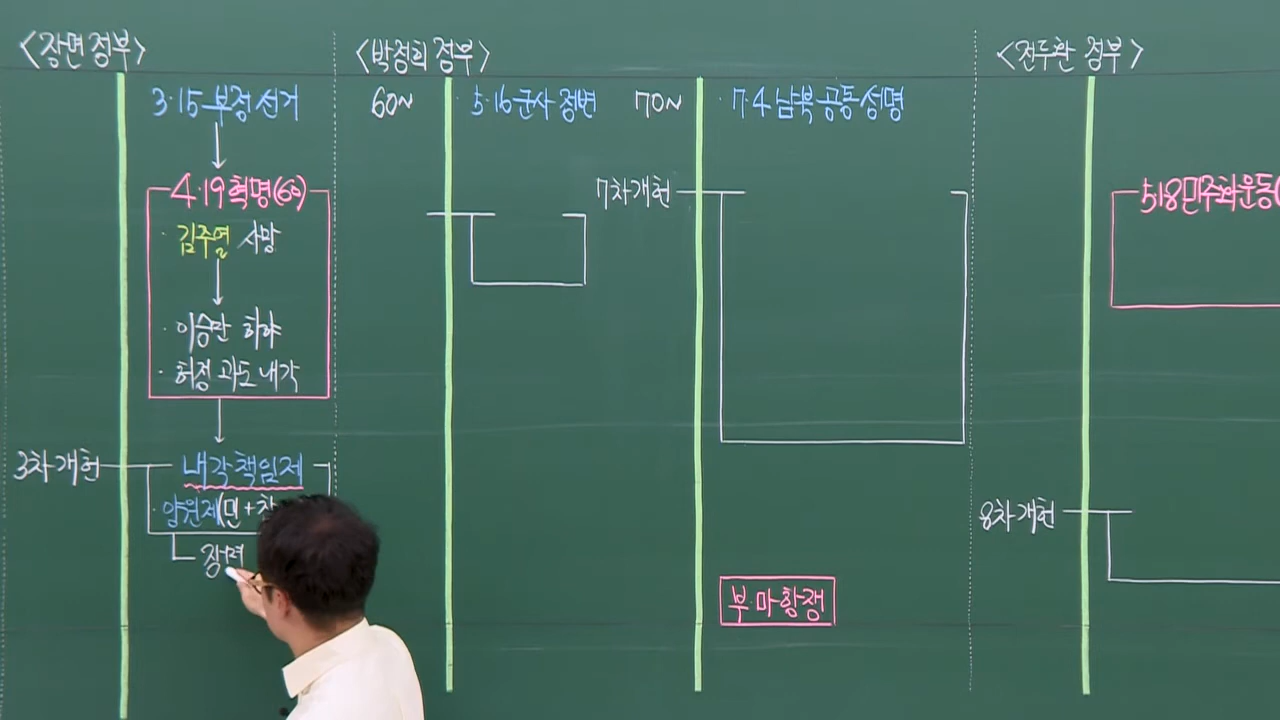 <장면 정부>
3·15 부정선거
4·19혁명(60)
· 김주열 사망
· 이승만 하야
· 허정 과도 내각
3차 개헌
내각책임제
· 양원제(민+참
장면
<박정희 정부>
60~
· 5·16 군사 정변
70~
· 7·4 남북 공동 성명
7차 개헌
부·마 항쟁
<전두환 정부>
5·18 민주화 운동(
8차 개헌